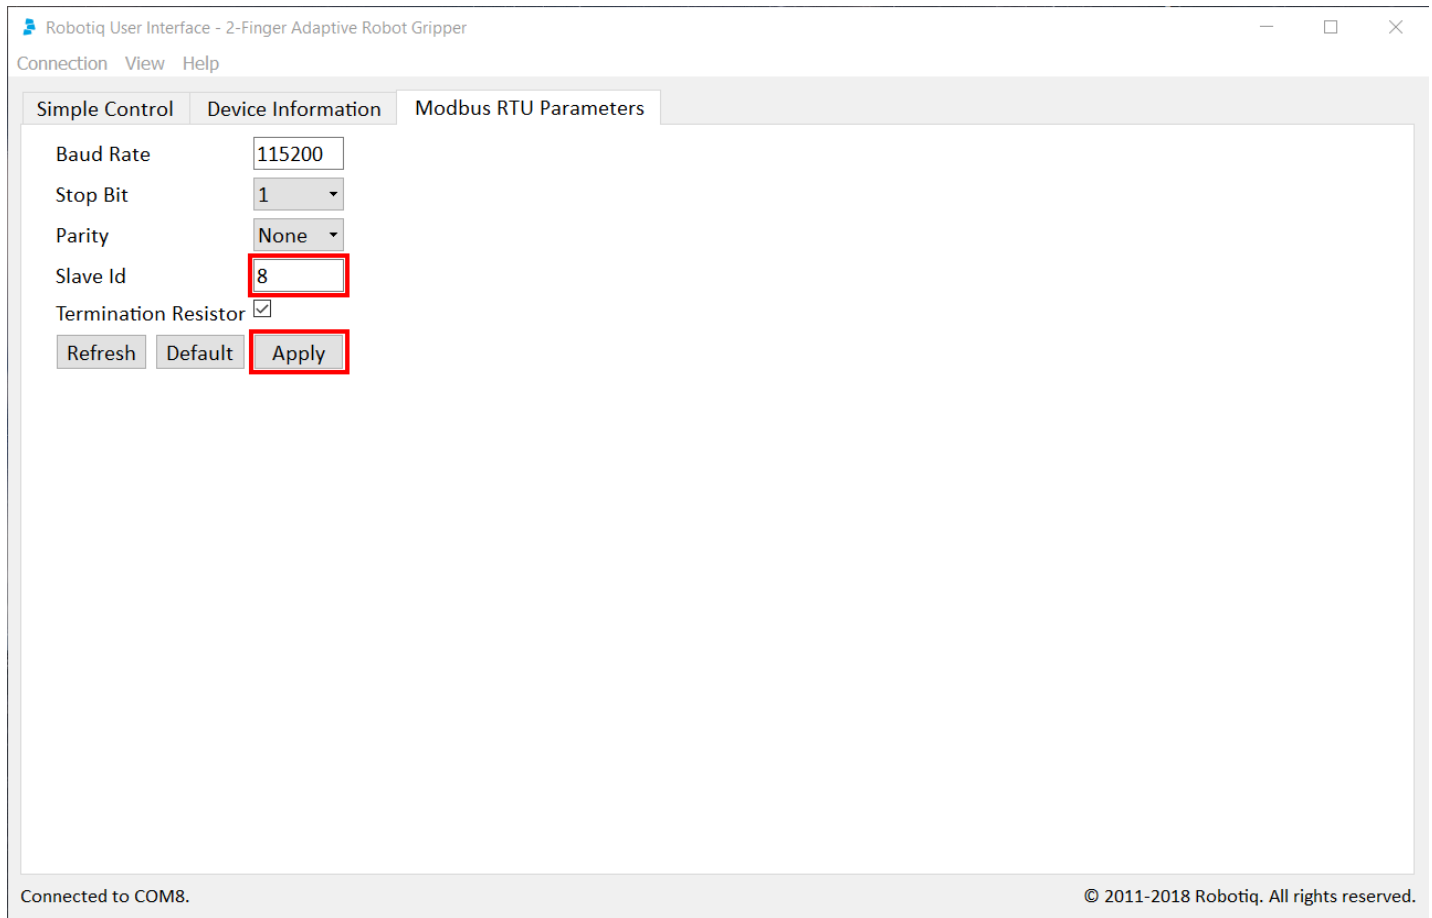 Robotiq User Interface - 2-Finger Adaptive Robot Gripper
Connection View Help
Simple Control Device Information Modbus RTU Parameters
Baud Rate 115200
Stop Bit 1
Parity None
Slave Id 8
Termination Resistor
Refresh Default Apply
Connected to COM8. © 2011-2018 Robotiq. All rights reserved.